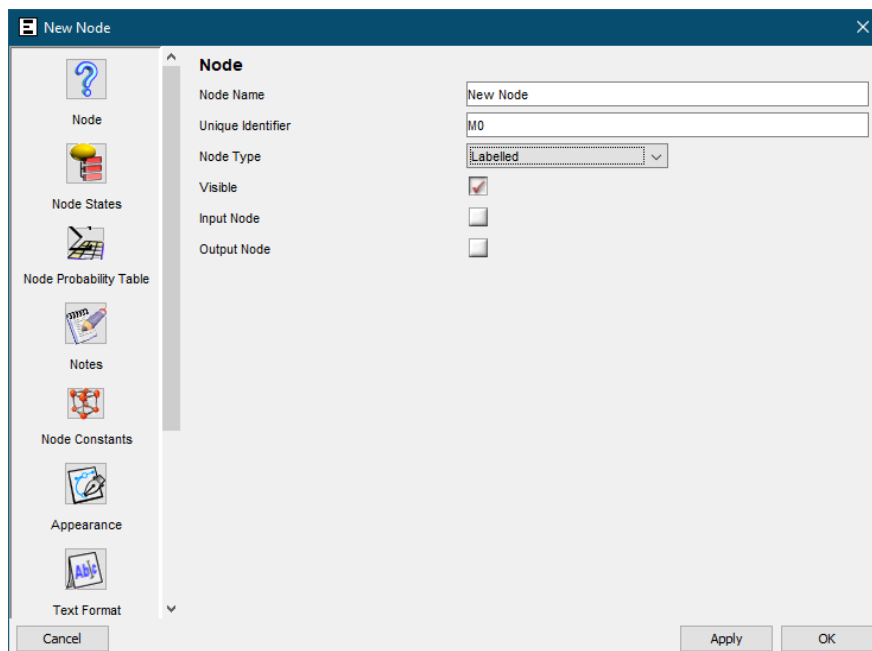 New Node
Node
Node States
Node Probability Table
Notes
Node Constants
Appearance
Abc
Text Format
Node
Node Name
New Node
Unique Identifier
M0
Node Type
Labelled
Visible
Input Node
Output Node
Cancel
Apply
OK